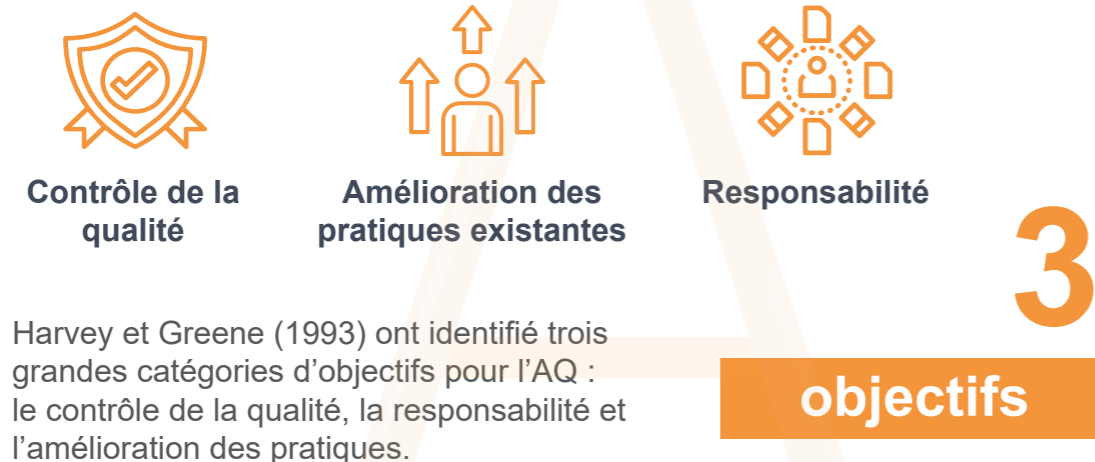 Contrôle de la
qualité
Amélioration des
pratiques existantes
Responsabilité
3
objectifs
Harvey et Greene (1993) ont identifié trois
grandes catégories d’objectifs pour l’AQ :
le contrôle de la qualité, la responsabilité et
l’amélioration des pratiques.